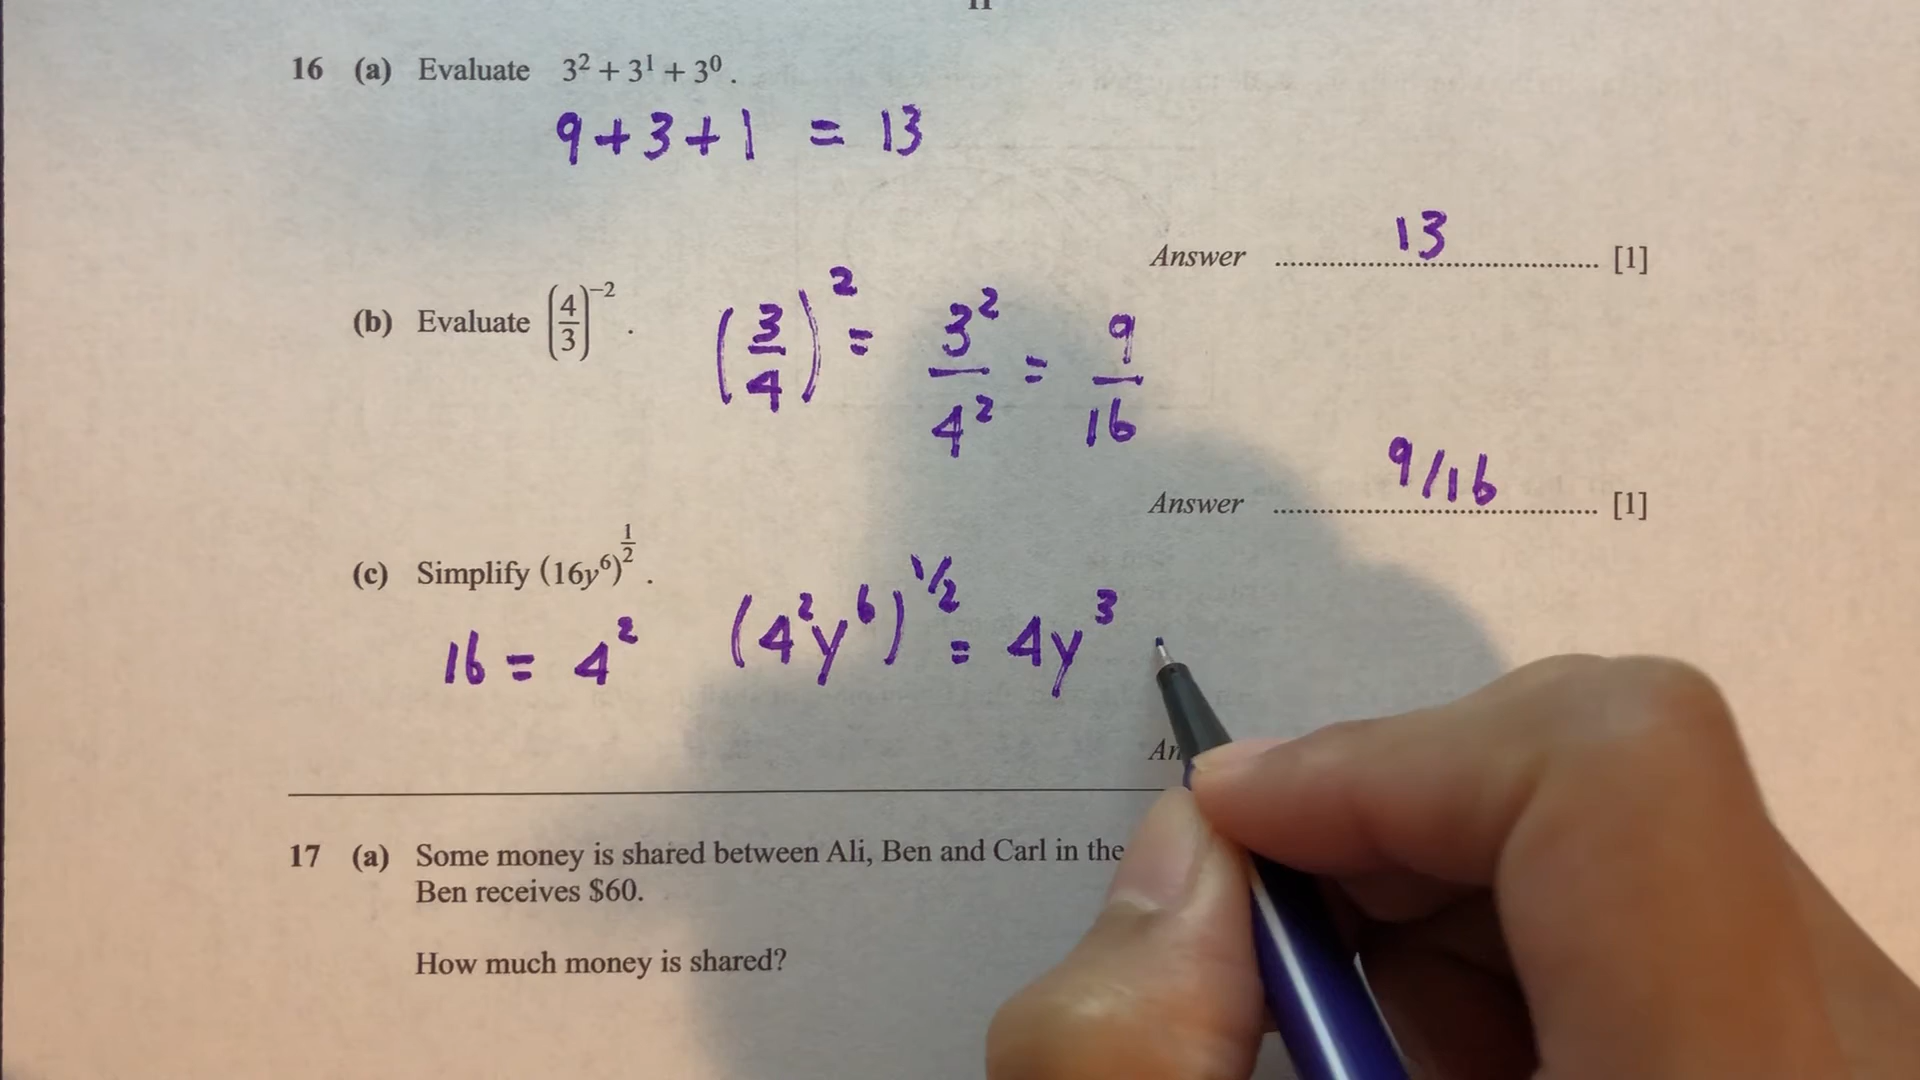 11
16 (a) Evaluate 3² + 3¹ + 3⁰ .
9 + 3 + 1 = 13
Answer .......... 13 .......... [1]
(b) Evaluate (4/3)⁻² . (3/4)² = 3²/4² = 9/16
Answer .......... 9/16 .......... [1]
(c) Simplify (16y⁶)^½ .
16 = 4² (4²y⁶)^1/2 = 4y³
17 (a) Some money is shared between Ali, Ben and Carl in the
Ben receives $60.
How much money is shared?